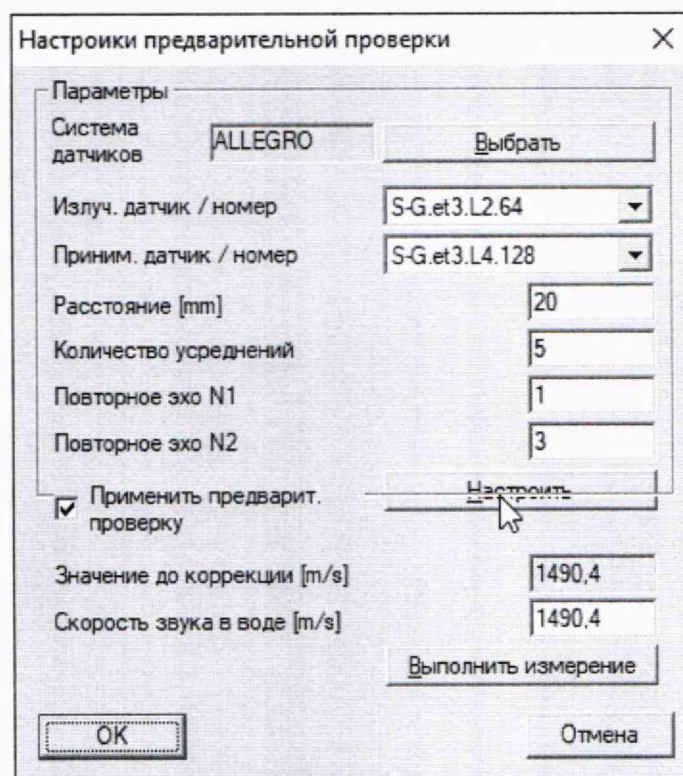 Настроики предварительной проверки
Параметры
Система датчиков ALLEGRO Выбрать
Излуч. датчик / номер S-G.et3.L2.64
Приним. датчик / номер S-G.et3.L4.128
Расстояние [mm] 20
Количество усреднений 5
Повторное эхо N1 1
Повторное эхо N2 3
Настроить
Применить предварит. проверку
Значение до коррекции [m/s] 1490,4
Скорость звука в воде [m/s] 1490,4
Выполнить измерение
OK Отмена